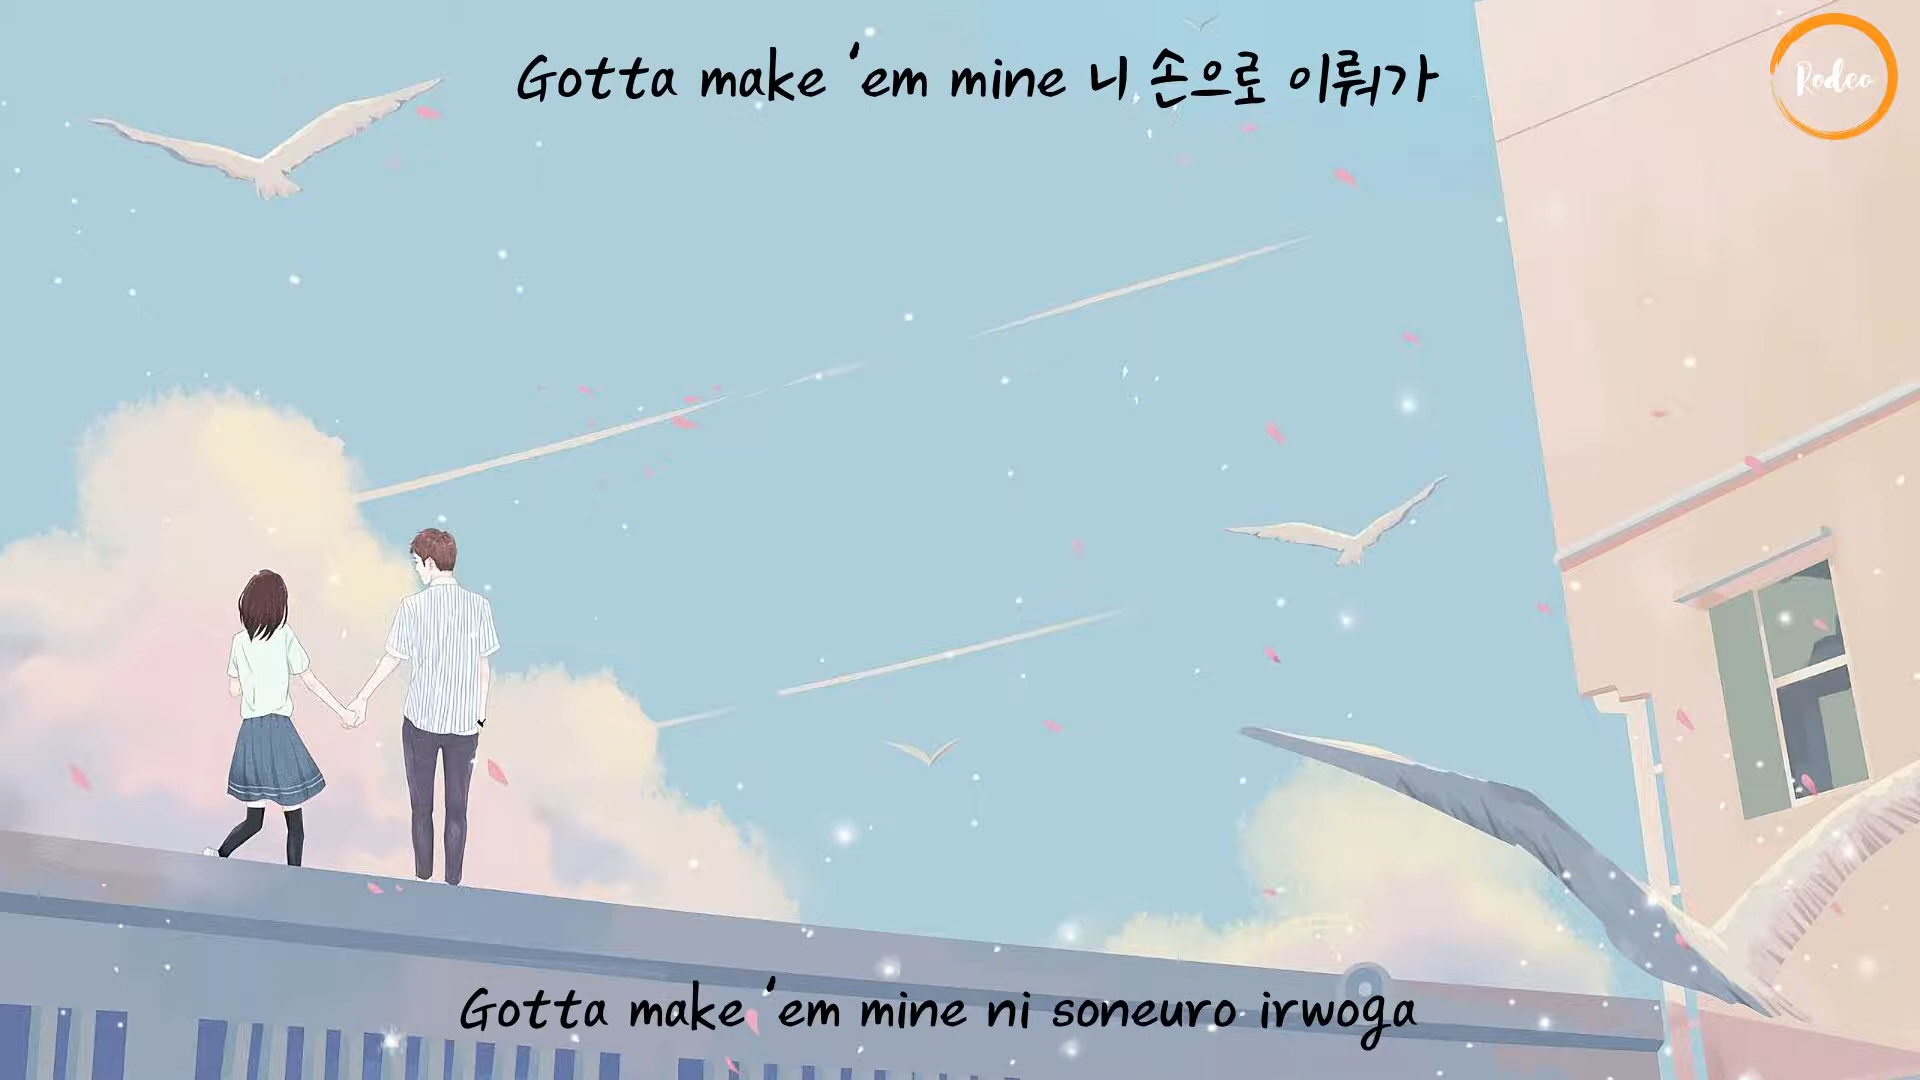 Gotta make 'em mine 니 손으로 이뤄가
Rodeo
Gotta make 'em mine ni soneuro irwoga